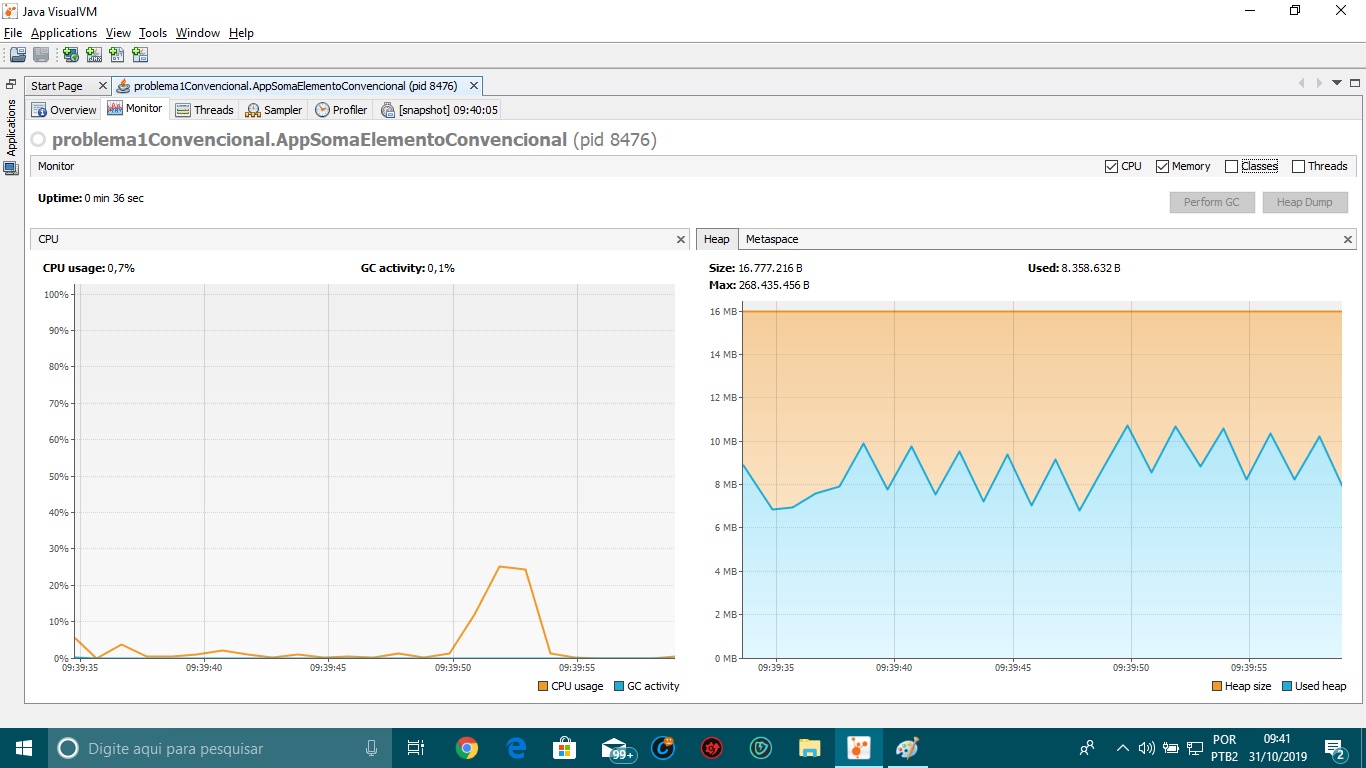 Java VisualVM
File Applications View Tools Window Help
Start Page problema1Convencional.AppSomaElementoConvencional (pid 8476)
Applications
Overview Monitor Threads Sampler Profiler [snapshot] 09:40:05
problema1Convencional.AppSomaElementoConvencional (pid 8476)
Monitor CPU Memory Classes Threads
Uptime: 0 min 36 sec
Perform GC Heap Dump
CPU
CPU usage: 0,7% GC activity: 0,1%
100%
90%
80%
70%
60%
50%
40%
30%
20%
10%
0%
09:39:35 09:39:40 09:39:45 09:39:50 09:39:55
CPU usage GC activity
Heap Metaspace
Size: 16.777.216 B Used: 8.358.632 B
Max: 268.435.456 B
16 MB
14 MB
12 MB
10 MB
8 MB
6 MB
4 MB
2 MB
0 MB
09:39:35 09:39:40 09:39:45 09:39:50 09:39:55
Heap size Used heap
Digite aqui para pesquisar
99+
POR
PTB2
09:41
31/10/2019
2